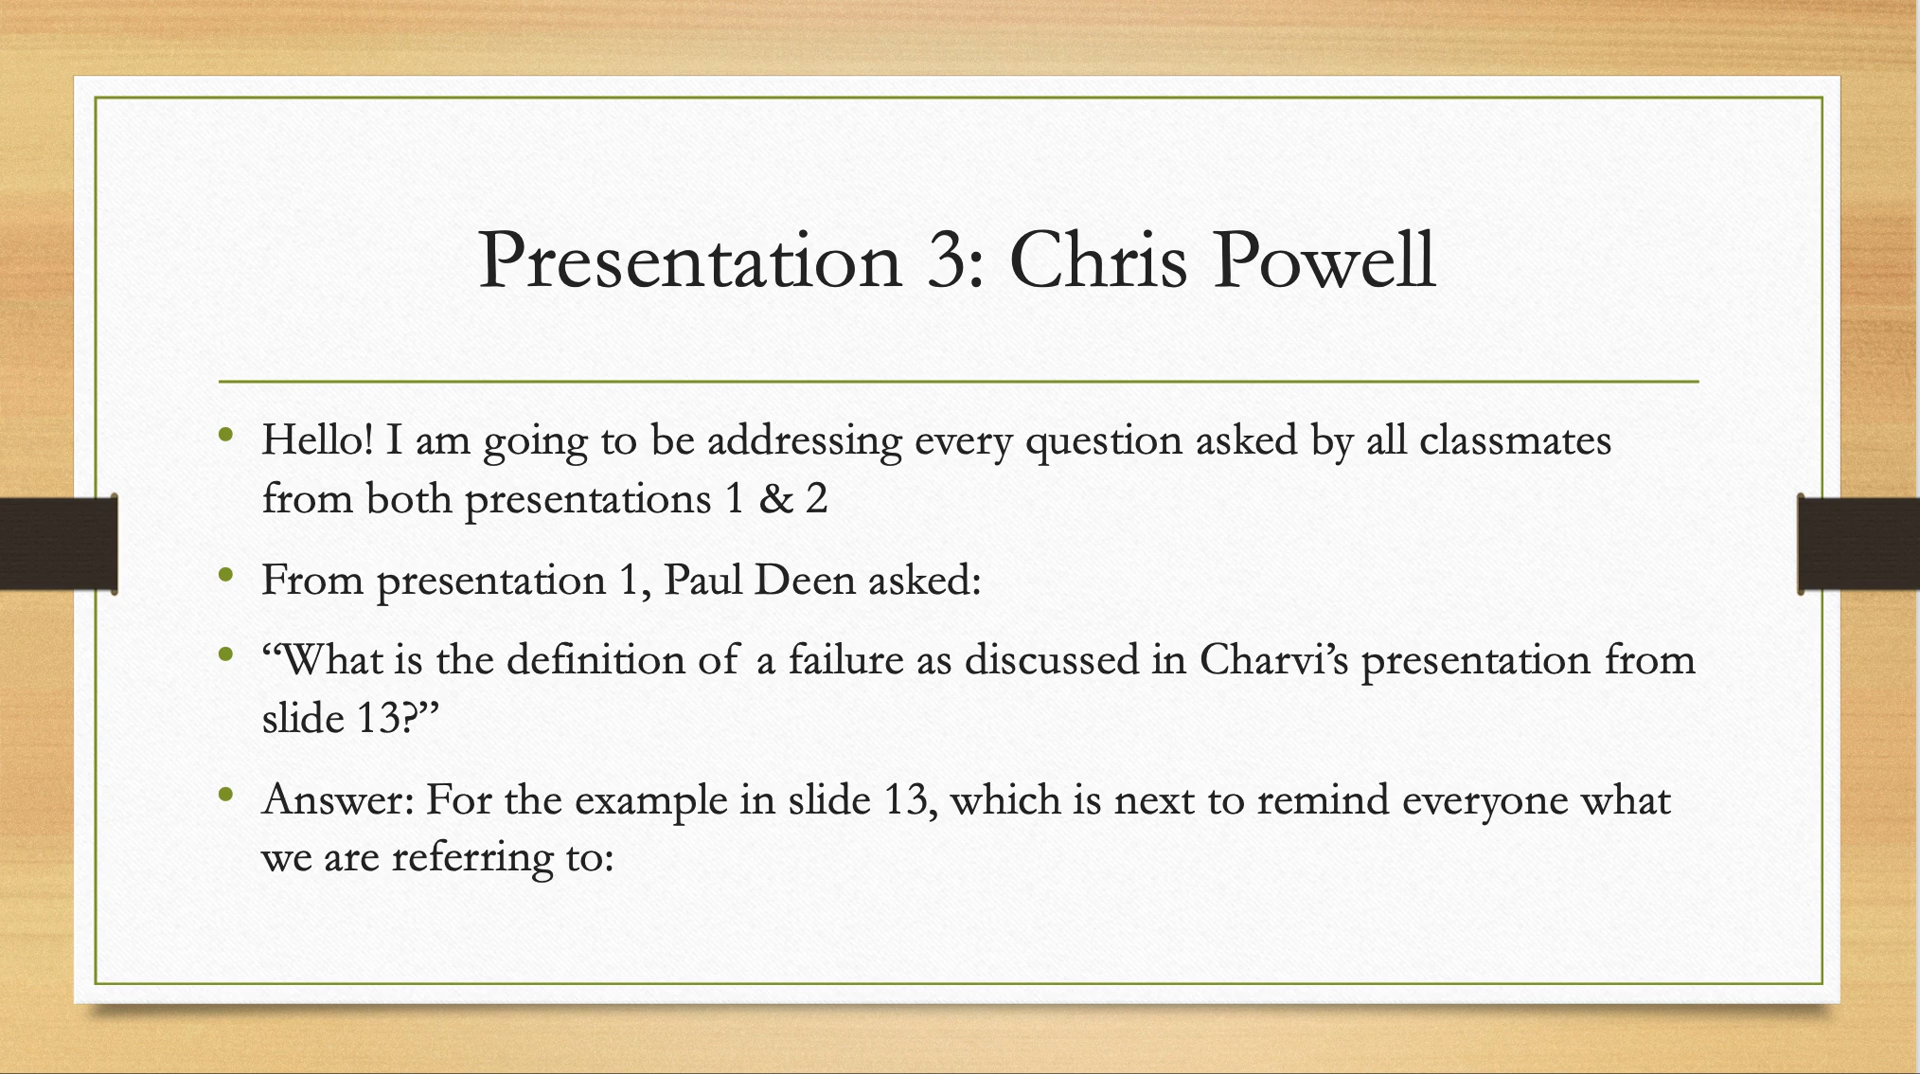 Presentation 3: Chris Powell
• Hello! I am going to be addressing every question asked by all classmates
from both presentations 1 & 2
• From presentation 1, Paul Deen asked:
• “What is the definition of a failure as discussed in Charvi’s presentation from
slide 13?”
• Answer: For the example in slide 13, which is next to remind everyone what
we are referring to: